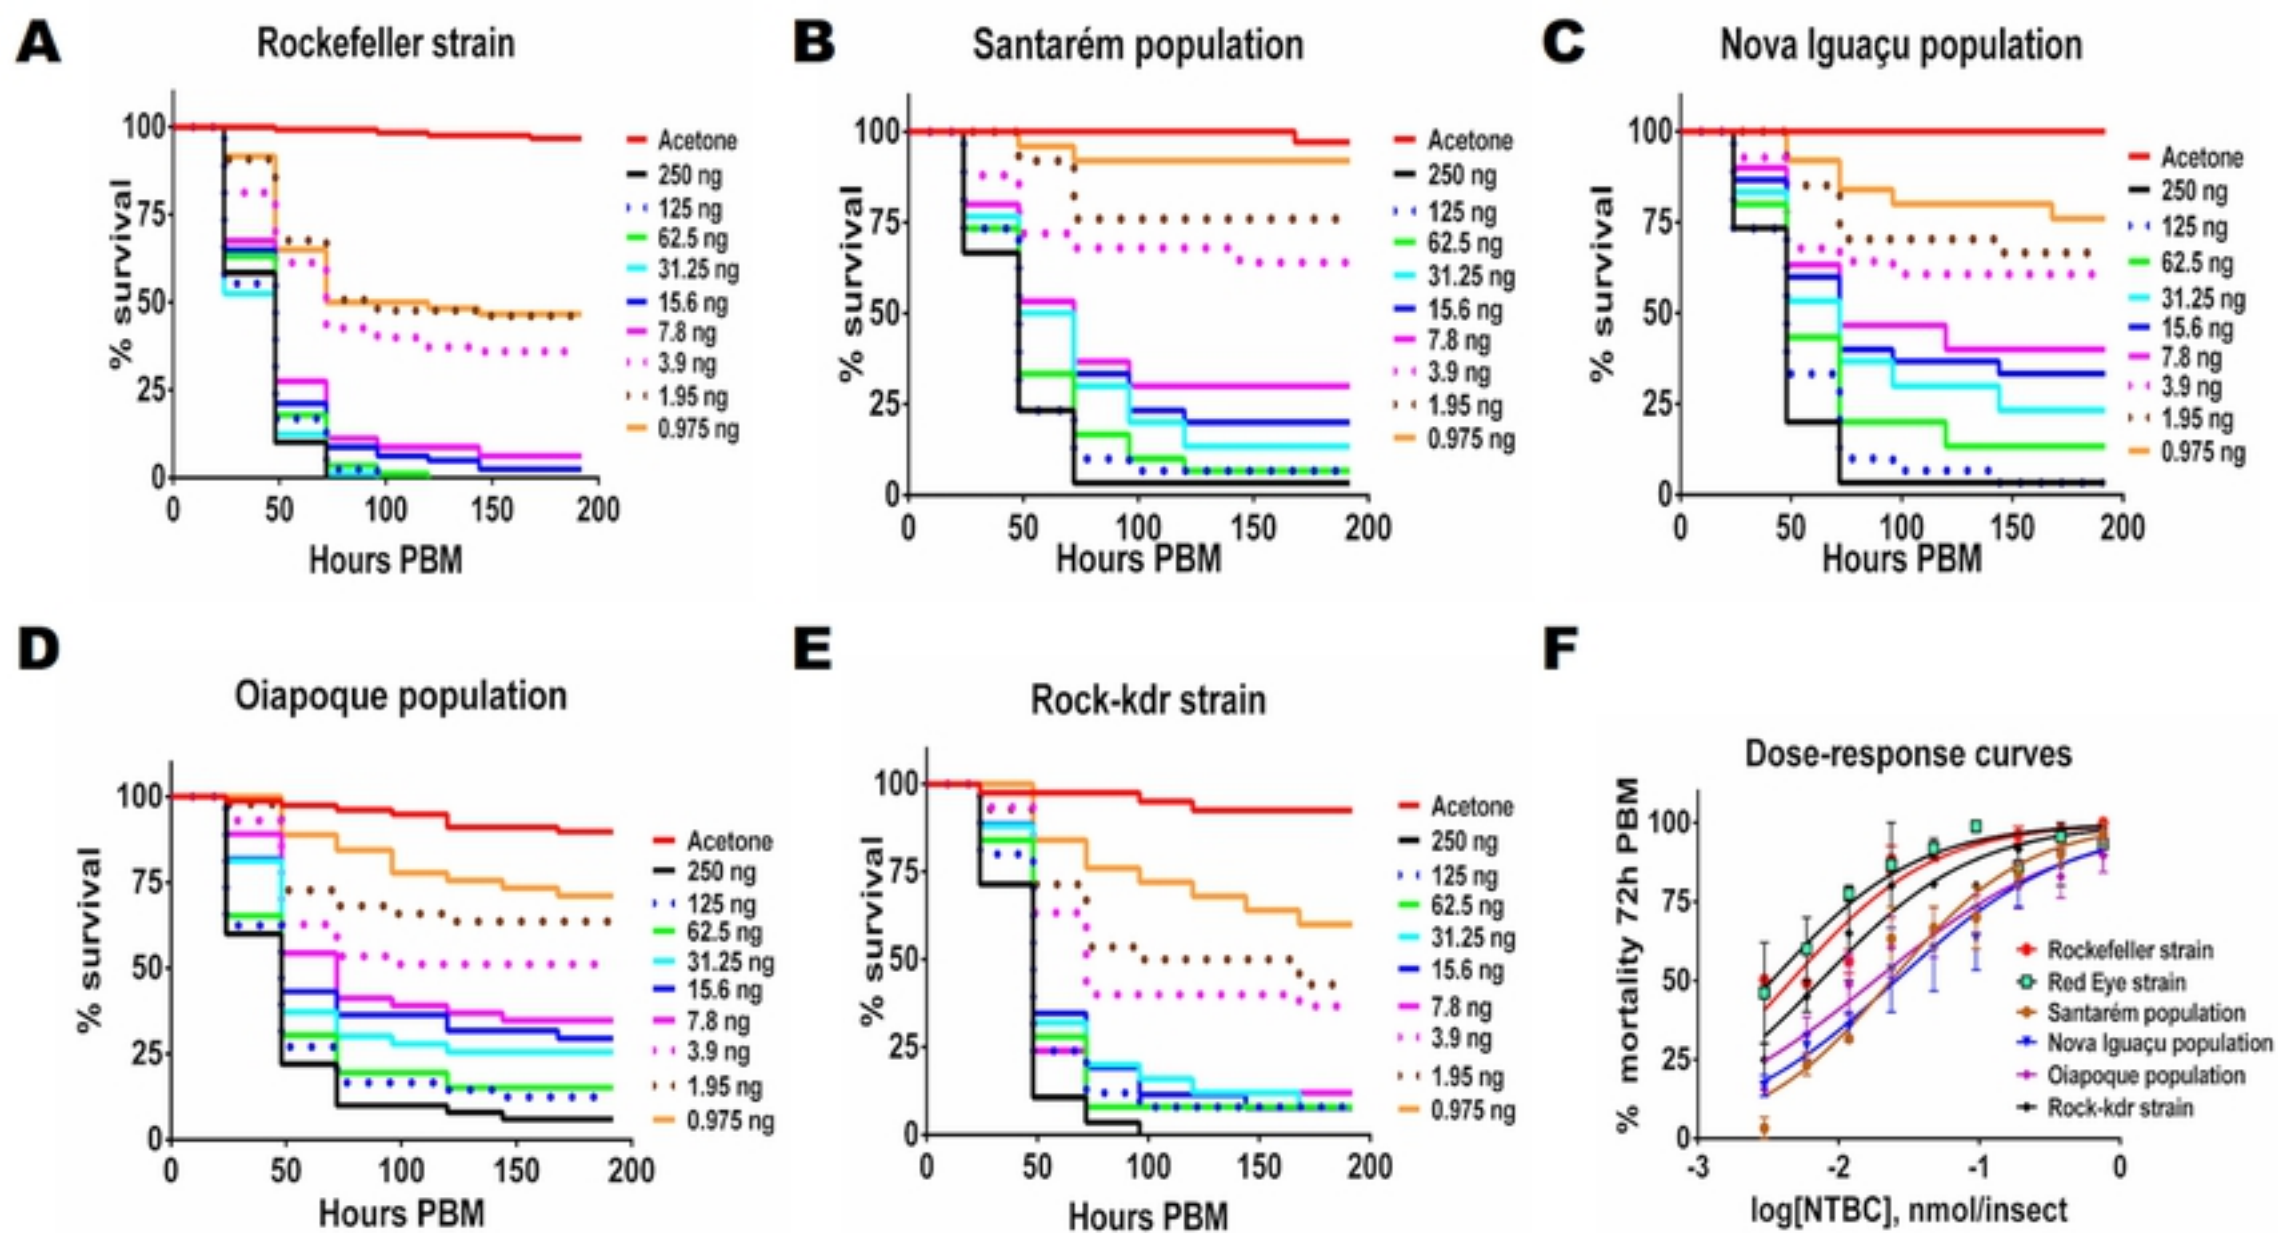 A
Rockefeller strain
% survival
100
75
50
25
0
0 50 100 150 200
Hours PBM
Acetone
250 ng
125 ng
62.5 ng
31.25 ng
15.6 ng
7.8 ng
3.9 ng
1.95 ng
0.975 ng
B
Santarém population
% survival
100
75
50
25
0
0 50 100 150 200
Hours PBM
Acetone
250 ng
125 ng
62.5 ng
31.25 ng
15.6 ng
7.8 ng
3.9 ng
1.95 ng
0.975 ng
C
Nova Iguaçu population
% survival
100
75
50
25
0
0 50 100 150 200
Hours PBM
Acetone
250 ng
125 ng
62.5 ng
31.25 ng
15.6 ng
7.8 ng
3.9 ng
1.95 ng
0.975 ng
D
Oiapoque population
% survival
100
75
50
25
0
0 50 100 150 200
Hours PBM
Acetone
250 ng
125 ng
62.5 ng
31.25 ng
15.6 ng
7.8 ng
3.9 ng
1.95 ng
0.975 ng
E
Rock-kdr strain
% survival
100
75
50
25
0
0 50 100 150 200
Hours PBM
Acetone
250 ng
125 ng
62.5 ng
31.25 ng
15.6 ng
7.8 ng
3.9 ng
1.95 ng
0.975 ng
F
Dose-response curves
% mortality 72h PBM
100
75
50
25
0
-3 -2 -1 0
log[NTBC], nmol/insect
Rockefeller strain
Red Eye strain
Santarém population
Nova Iguaçu population
Oiapoque population
Rock-kdr strain